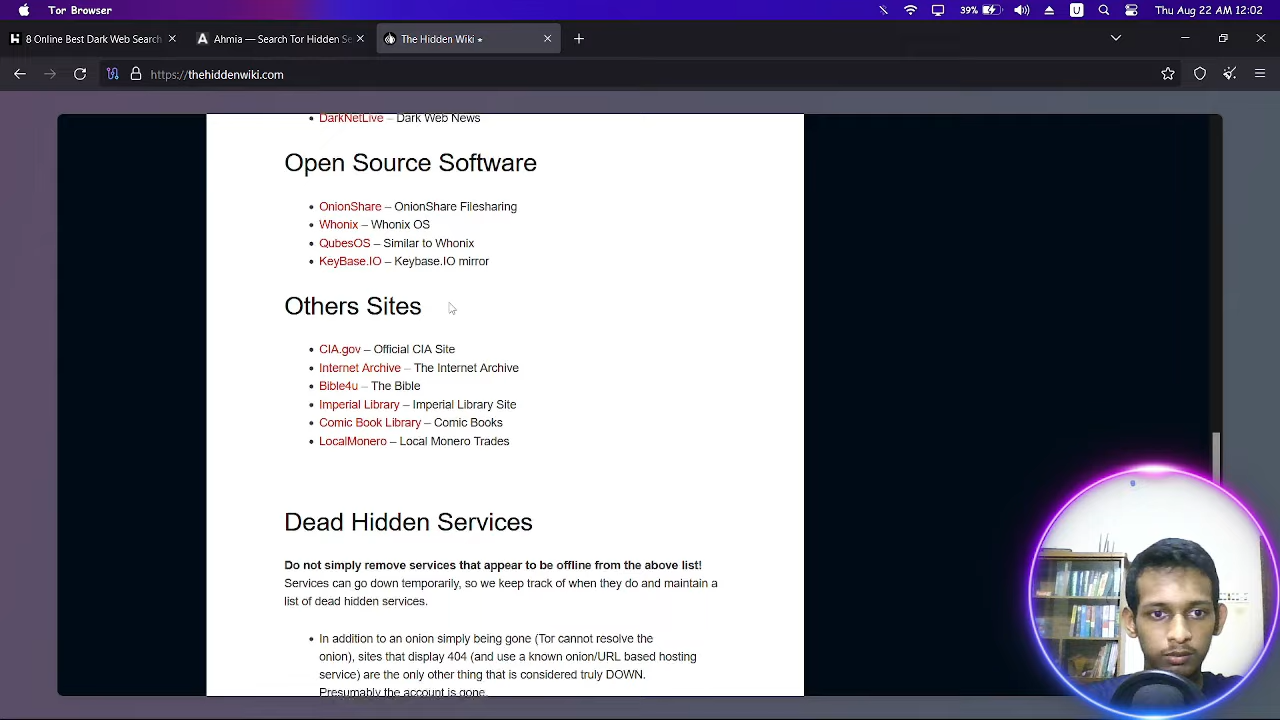 Tor Browser
39%
U
Thu Aug 22 AM 12:02
8 Online Best Dark Web Search
Ahmia — Search Tor Hidden Se
The Hidden Wiki
https://thehiddenwiki.com
DarkNetLive – Dark Web News
Open Source Software
OnionShare – OnionShare Filesharing
Whonix – Whonix OS
QubesOS – Similar to Whonix
KeyBase.IO – Keybase.IO mirror
Others Sites
CIA.gov – Official CIA Site
Internet Archive – The Internet Archive
Bible4u – The Bible
Imperial Library – Imperial Library Site
Comic Book Library – Comic Books
LocalMonero – Local Monero Trades
Dead Hidden Services
Do not simply remove services that appear to be offline from the above list!
Services can go down temporarily, so we keep track of when they do and maintain a
list of dead hidden services.
In addition to an onion simply being gone (Tor cannot resolve the
onion), sites that display 404 (and use a known onion/URL based hosting
service) are the only other thing that is considered truly DOWN.
Presumably the account is gone.